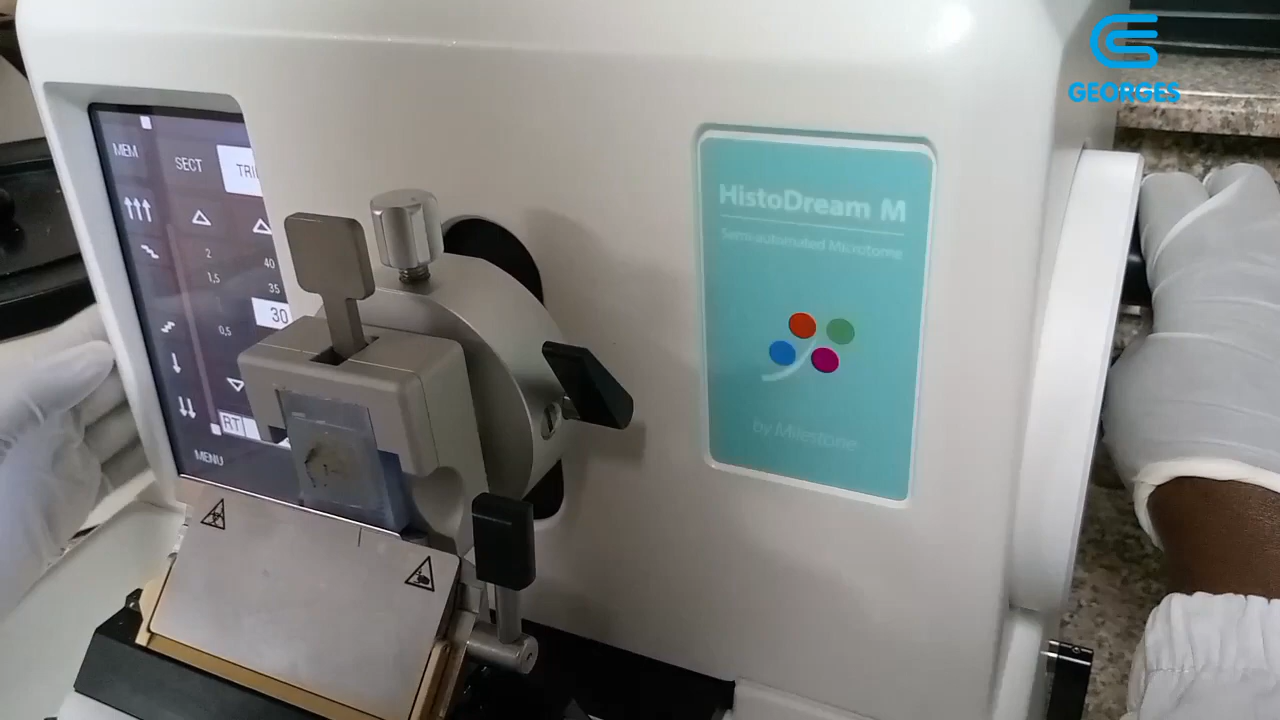 GEORGES
HistoDream M
Semi-automated Microtome
by Milestone
MEM
SECT
TRI
2
40
1,5
35
30
0,5
RT
MENU